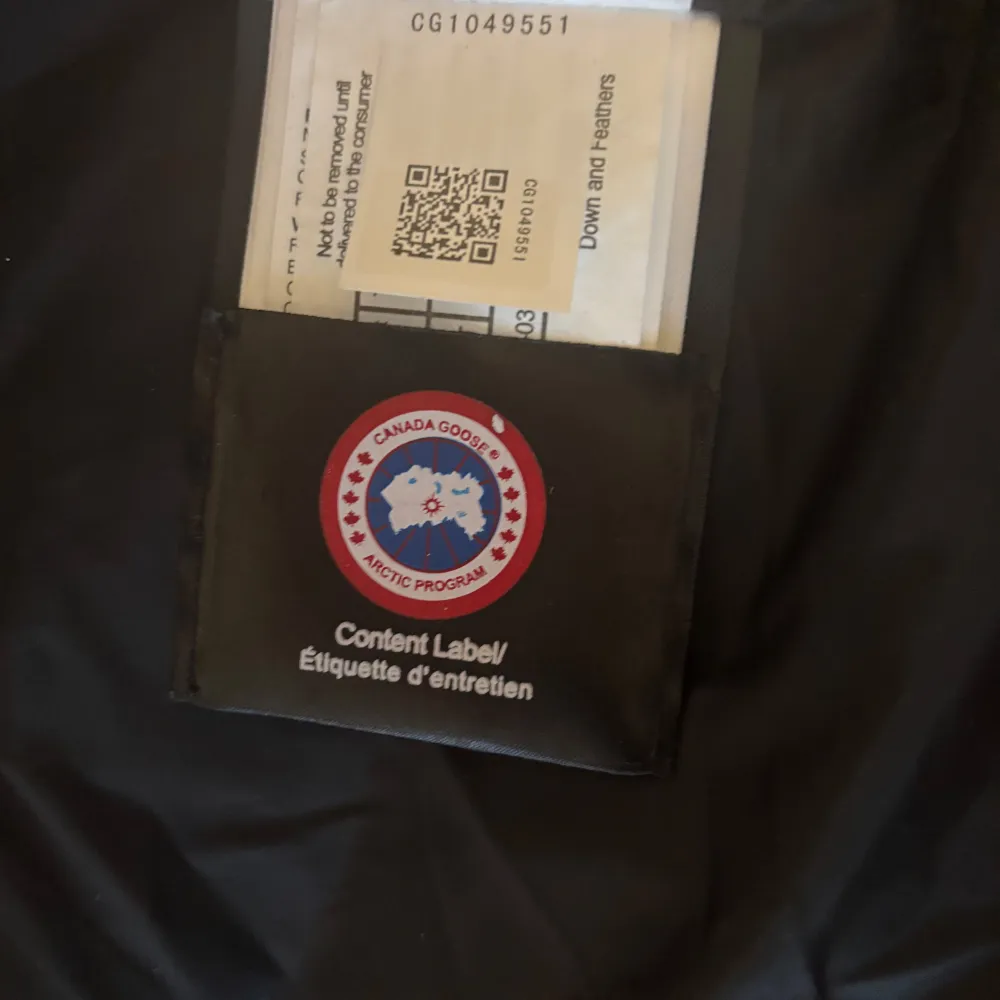 CG1049551
Not to be removed until
delivered to the consumer
CG1049551
Down and Feathers
-03
CANADA GOOSE®
ARCTIC PROGRAM
Content Label/
Étiquette d'entretien